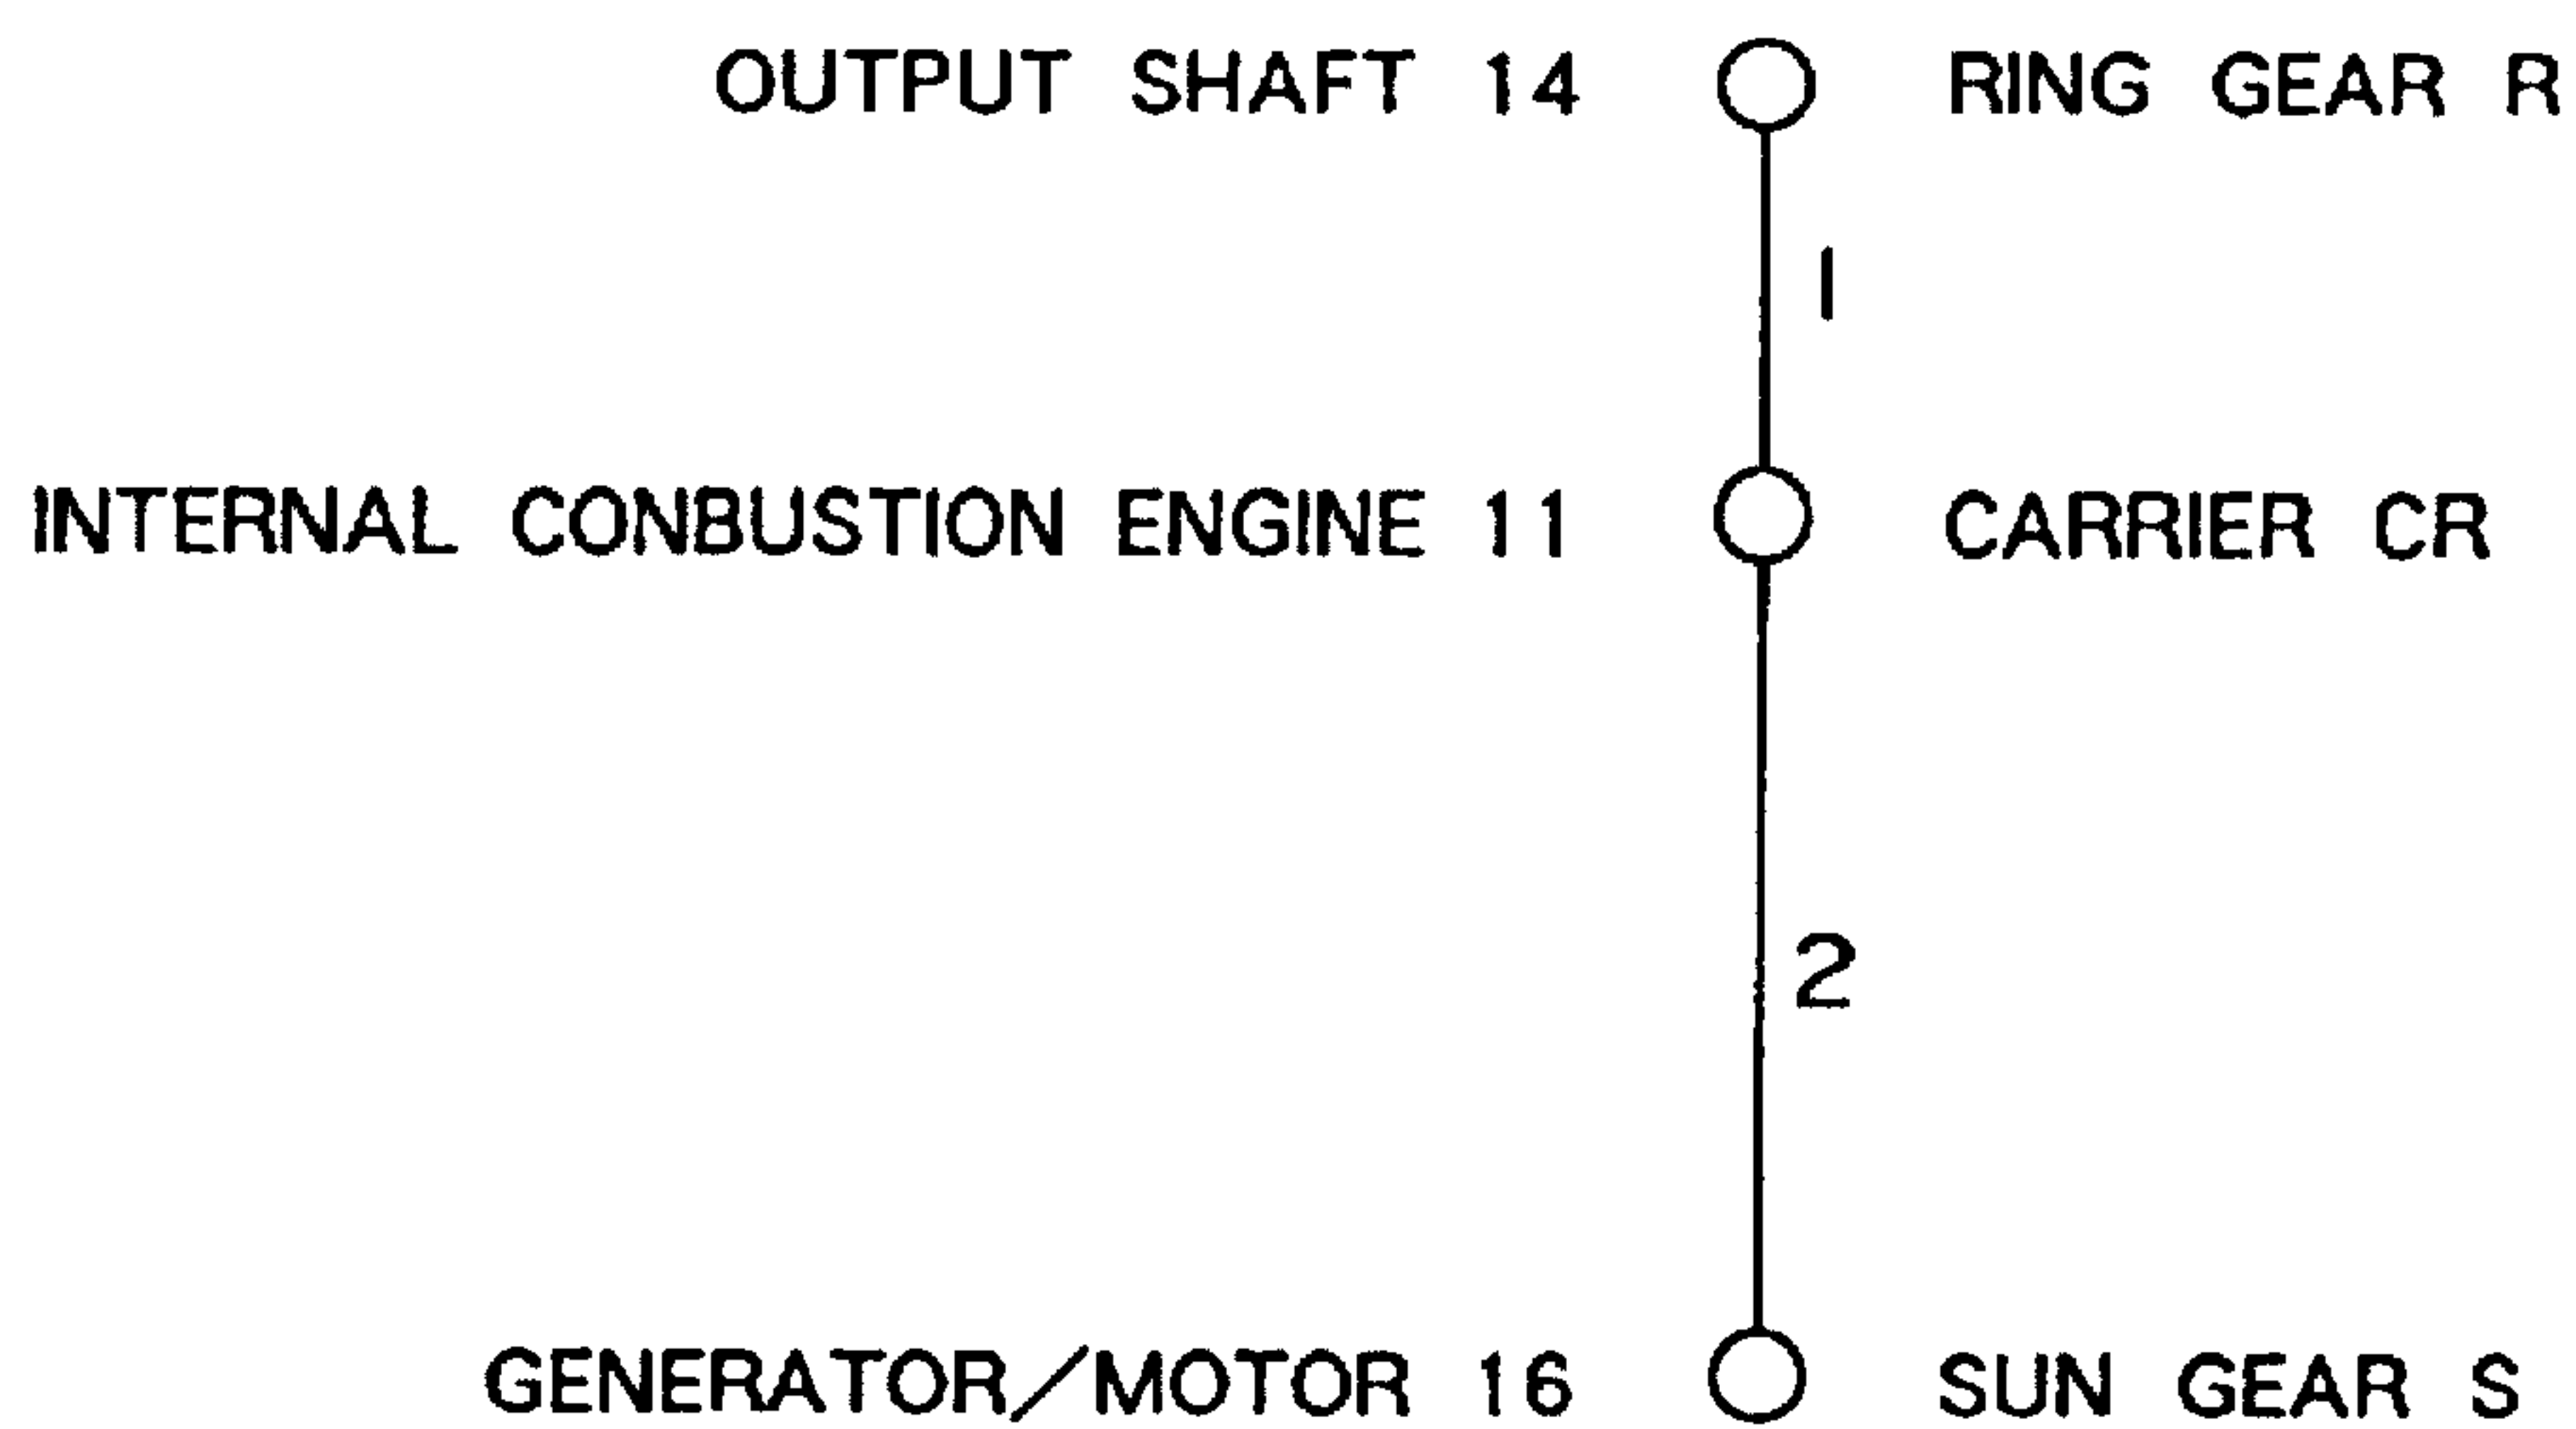 OUTPUT SHAFT 14 RING GEAR R
1
INTERNAL CONBUSTION ENGINE 11 CARRIER CR
2
GENERATOR/MOTOR 16 SUN GEAR S